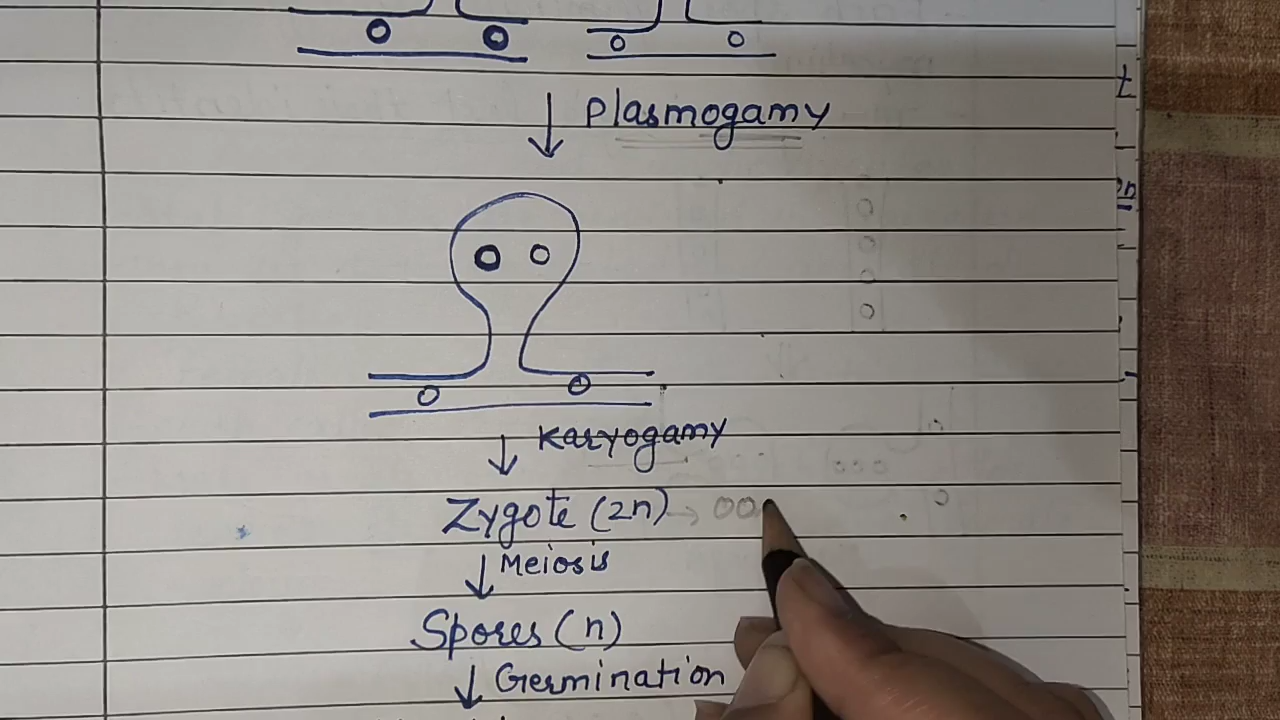 Plasmogamy
Karyogamy
Zygote (2n) →
↓ Meiosis
Spores (n)
↓ Germination